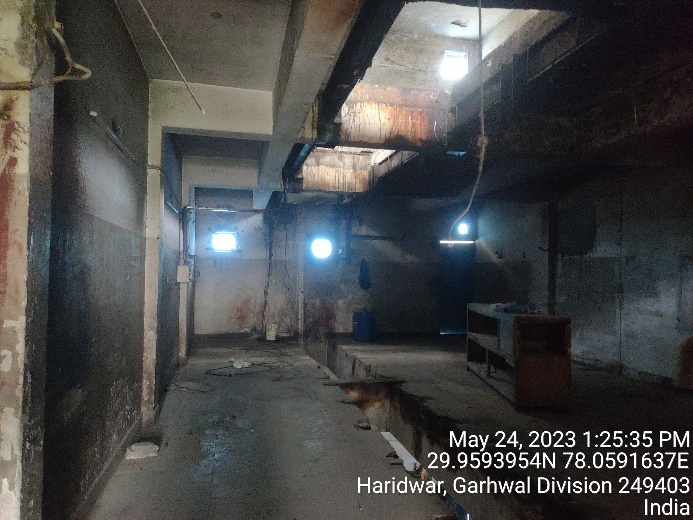 May 24, 2023 1:25:35 PM
29.9593954N 78.0591637E
Haridwar, Garhwal Division 249403
India